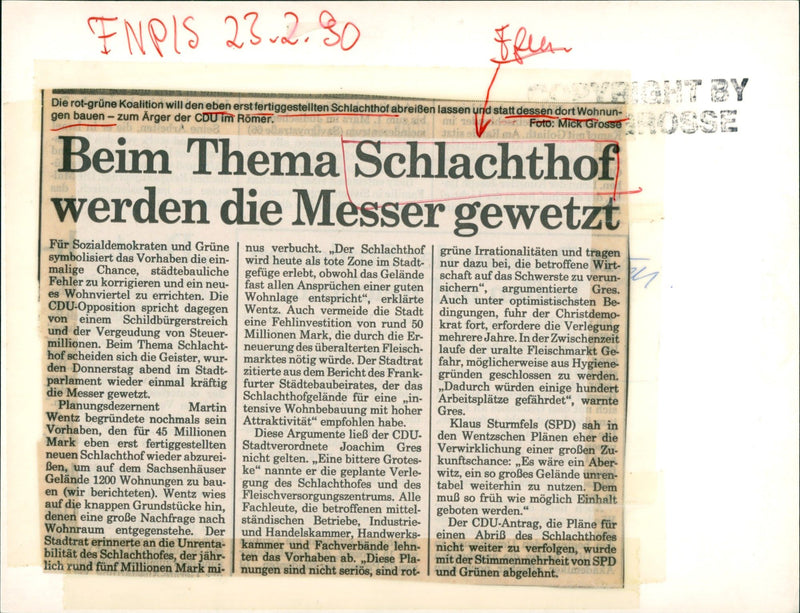 FNP/S 23.2.90
COPYRIGHT BY
GROSSE
Die rot-grüne Koalition will den eben erst fertiggestellten Schlachthof abreißen lassen und statt dessen dort Wohnun-
gen bauen – zum Ärger der CDU im Römer.
Foto: Mick Grosse
Beim Thema Schlachthof
werden die Messer gewetzt
Für Sozialdemokraten und Grüne
symbolisiert das Vorhaben die ein-
malige Chance, städtebauliche
Fehler zu korrigieren und ein neu-
es Wohnviertel zu errichten. Die
CDU-Opposition spricht dagegen
von einem Schildbürgerstreich
und der Vergeudung von Steuer-
millionen. Beim Thema Schlacht-
hof scheiden sich die Geister, wur-
den Donnerstag abend im Stadt-
parlament wieder einmal kräftig
die Messer gewetzt.
Planungsdezernent Martin
Wentz begründete nochmals sein
Vorhaben, den für 45 Millionen
Mark eben erst fertiggestellten
neuen Schlachthof wieder abzurei-
ßen, um auf dem Sachsenhäuser
Gelände 1200 Wohnungen zu bau-
en (wir berichteten). Wentz wies
auf die knappen Grundstücke hin,
denen eine große Nachfrage nach
Wohnraum entgegenstehe. Der
Stadtrat erinnerte an die Unrenta-
bilität des Schlachthofes, der jähr-
lich rund fünf Millionen Mark mi-
nus verbucht. „Der Schlachthof
wird heute als tote Zone im Stadt-
gefüge erlebt, obwohl das Gelände
fast allen Ansprüchen einer guten
Wohnlage entspricht“, erklärte
Wentz. Auch vermeide die Stadt
eine Fehlinvestition von rund 50
Millionen Mark, die durch die Er-
neuerung des überalterten Fleisch-
marktes nötig würde. Der Stadtrat
zitierte aus dem Bericht des Frank-
furter Städtebaubeirates, der das
Schlachthofgelände für eine „in-
tensive Wohnbebauung mit hoher
Attraktivität“ empfohlen habe.
Diese Argumente ließ der CDU-
Stadtverordnete Joachim Gres
nicht gelten. „Eine bittere Grotes-
ke“ nannte er die geplante Verle-
gung des Schlachthofes und des
Fleischversorgungszentrums. Alle
Fachleute, die betroffenen mittel-
ständischen Betriebe, Industrie-
und Handelskammer, Handwerks-
kammer und Fachverbände lehn-
ten das Vorhaben ab. „Diese Pla-
nungen sind nicht seriös, sind rot-
grüne Irrationalitäten und tragen
nur dazu bei, die betroffene Wirt-
schaft auf das Schwerste zu verun-
sichern“, argumentierte Gres.
Auch unter optimistischsten Be-
dingungen, fuhr der Christdemo-
krat fort, erfordere die Verlegung
mehrere Jahre. In der Zwischenzeit
laufe der uralte Fleischmarkt Ge-
fahr, möglicherweise aus Hygiene-
gründen geschlossen zu werden.
„Dadurch würden einige hundert
Arbeitsplätze gefährdet“, warnte
Gres.
Klaus Sturmfels (SPD) sah in
den Wentzschen Plänen eher die
Verwirklichung einer großen Zu-
kunftschance: „Es wäre ein Aber-
witz, ein so großes Gelände unren-
tabel weiterhin zu nutzen. Dem
muß so früh wie möglich Einhalt
geboten werden.“
Der CDU-Antrag, die Pläne für
einen Abriß des Schlachthofes
nicht weiter zu verfolgen, wurde
mit der Stimmenmehrheit von SPD
und Grünen abgelehnt.